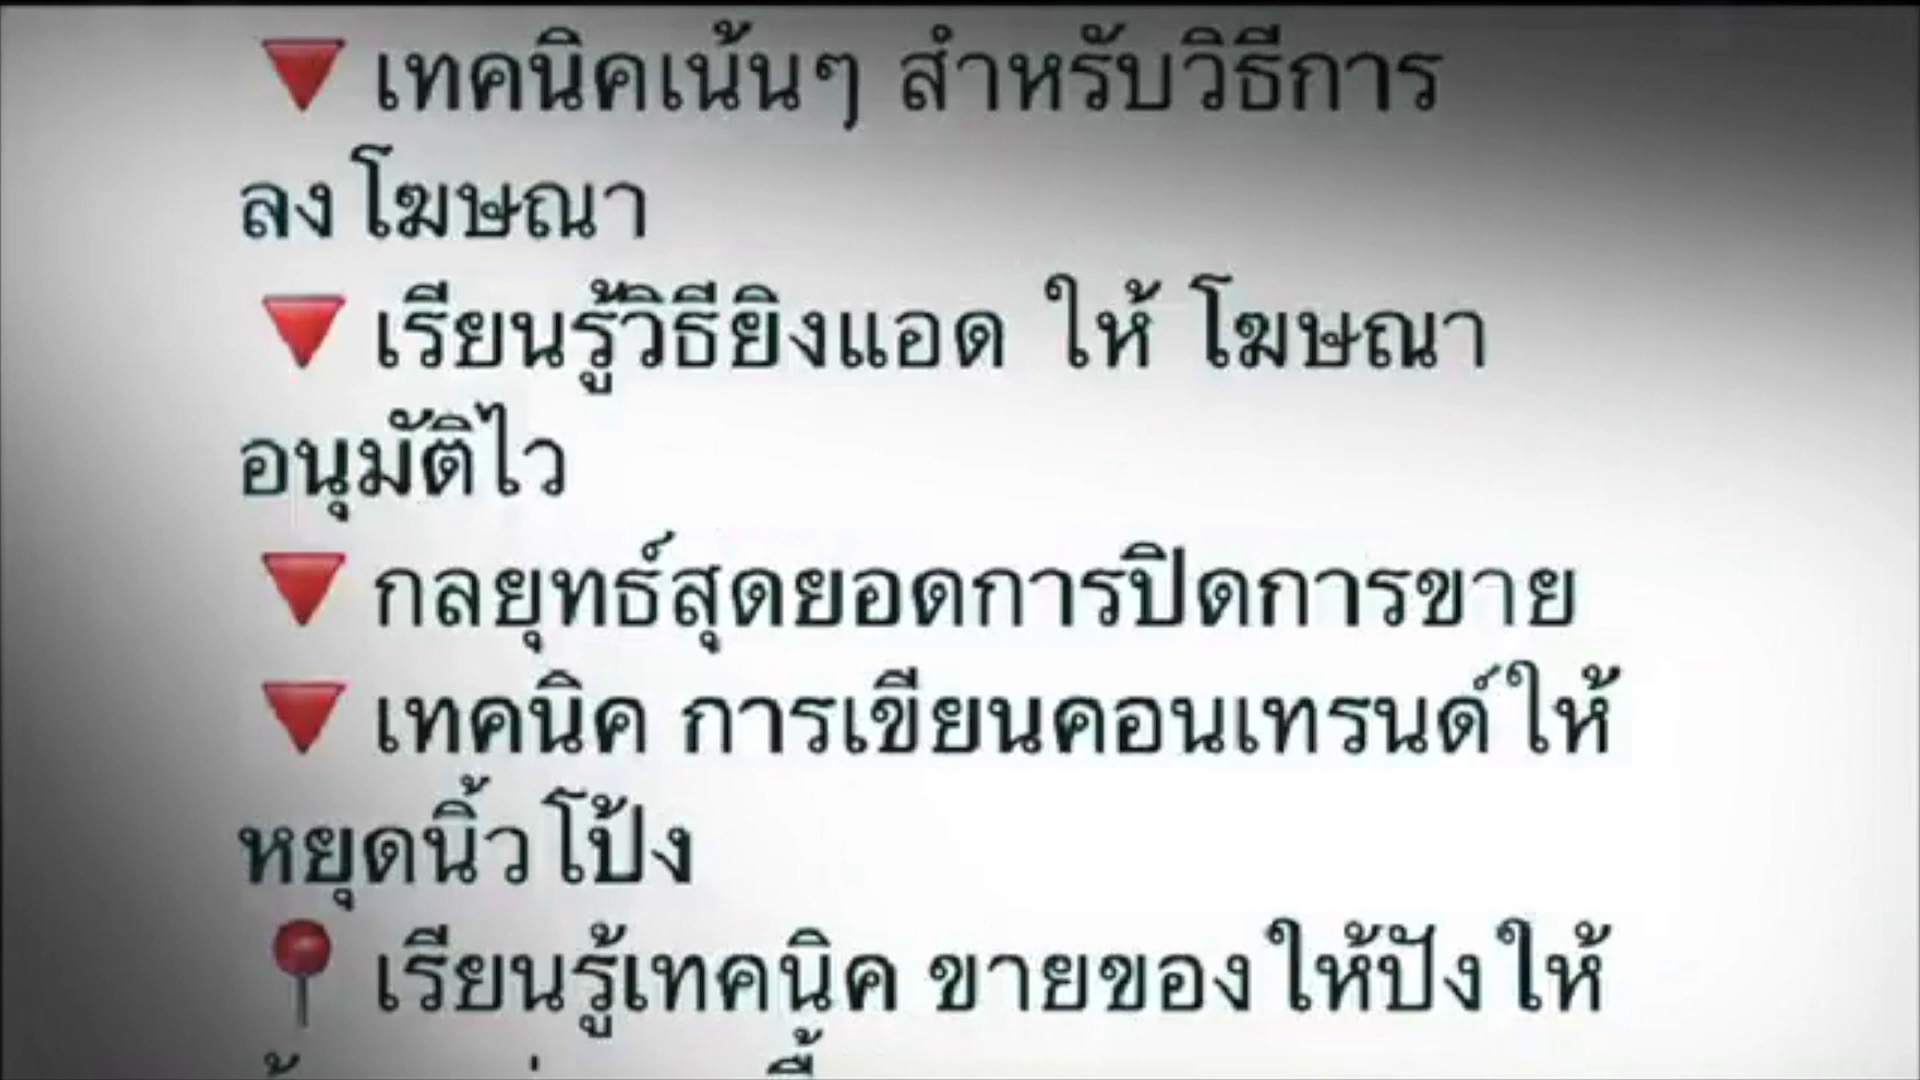 🔻เทคนิคเน้นๆ สำหรับวิธีการ
ลงโฆษณา
🔻เรียนรู้วิธียิงแอด ให้ โฆษณา
อนุมัติไว
🔻กลยุทธ์สุดยอดการปิดการขาย
🔻เทคนิค การเขียนคอนเทรนด์ให้
หยุดนิ้วโป้ง
📍เรียนรู้เทคนิค ขายของให้ปังให้